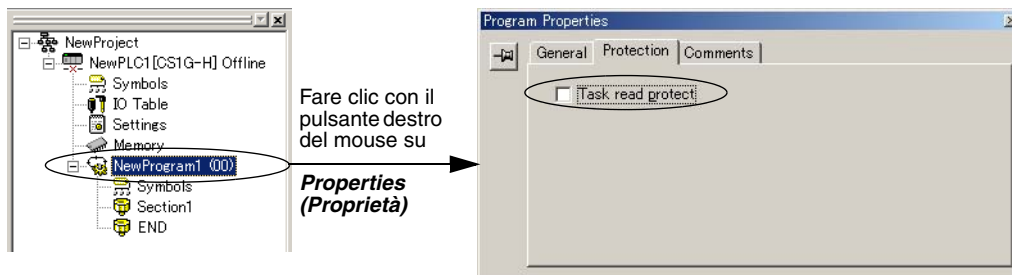 NewProject
NewPLC1[CS1G-H] Offline
Symbols
IO Table
Settings
Memory
NewProgram1 (00)
Symbols
Section1
END
Fare clic con il
pulsante destro
del mouse su
Properties
(Proprietà)
Program Properties
General Protection Comments
Task read protect